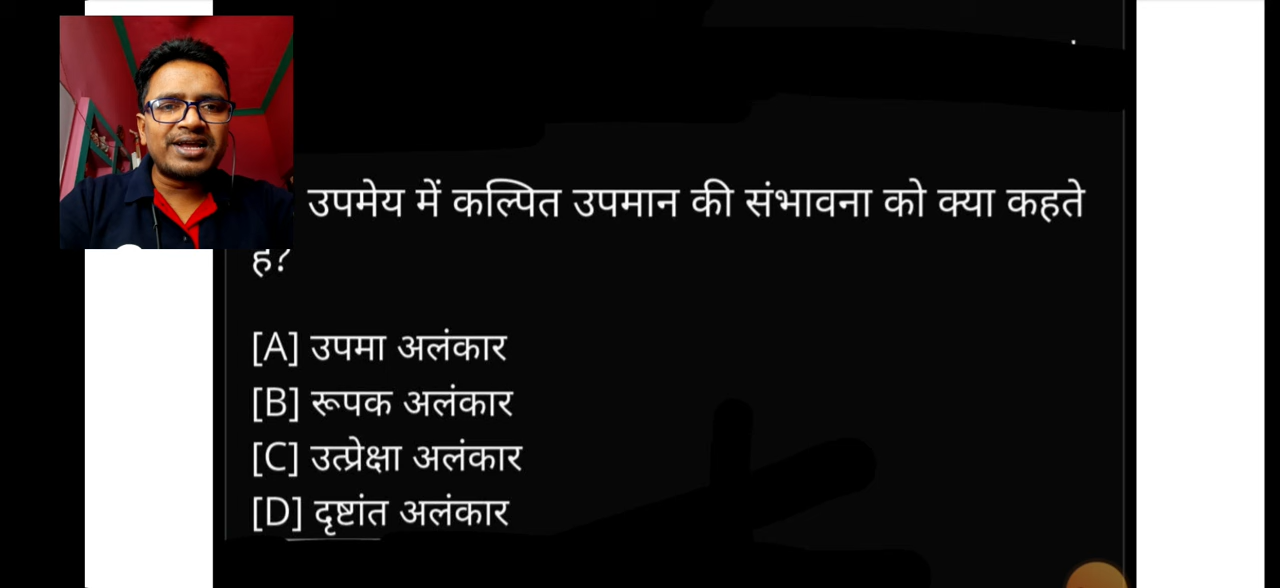 उपमेय में कल्पित उपमान की संभावना को क्या कहते
है?
[A] उपमा अलंकार
[B] रूपक अलंकार
[C] उत्प्रेक्षा अलंकार
[D] दृष्टांत अलंकार